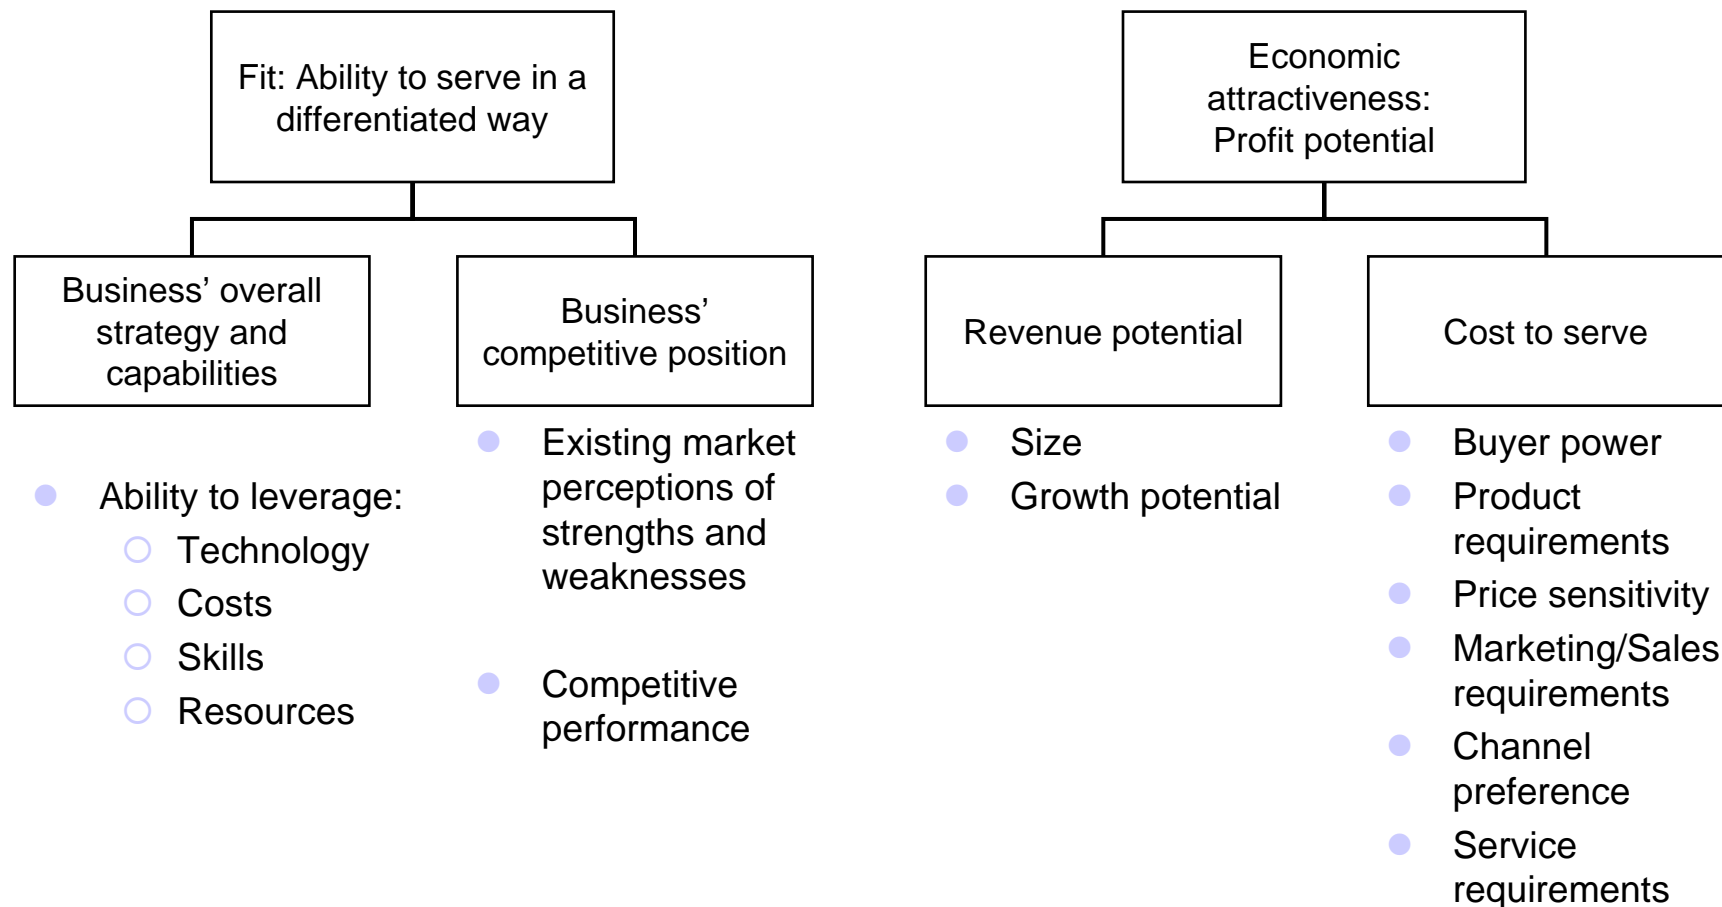 Fit: Ability to serve in a
differentiated way
Business’ overall
strategy and
capabilities
Ability to leverage:
Technology
Costs
Skills
Resources
Business’
competitive position
Existing market
perceptions of
strengths and
weaknesses
Competitive
performance
Economic
attractiveness:
Profit potential
Revenue potential
Size
Growth potential
Cost to serve
Buyer power
Product
requirements
Price sensitivity
Marketing/Sales
requirements
Channel
preference
Service
requirements